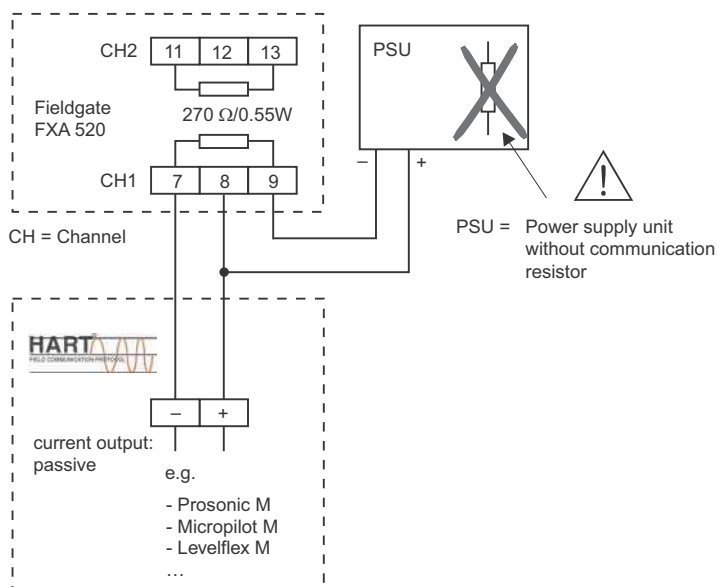 CH2
11 12 13
PSU
Fieldgate
FXA 520
270 Ω/0.55W
CH1
7 8 9
– +
CH = Channel
PSU = Power supply unit
without communication
resistor
!
HART
FIELD COMMUNICATION PROTOCOL
– +
current output:
passive
e.g.
- Prosonic M
- Micropilot M
- Levelflex M
...